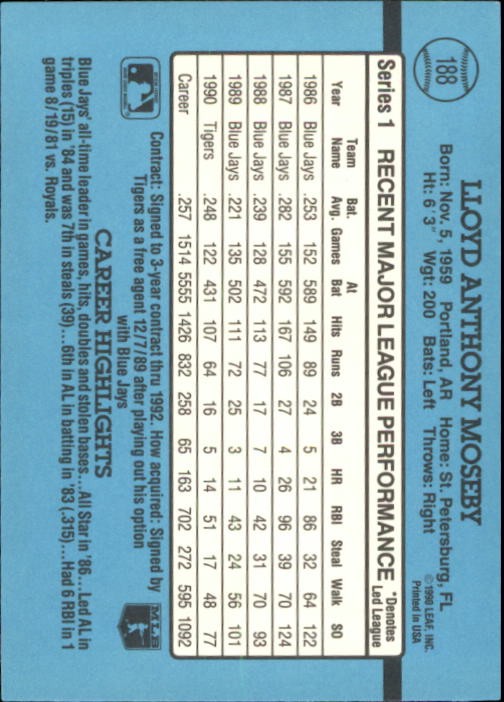 188
LLOYD ANTHONY MOSEBY
Born: Nov. 5, 1959 Portland, AR Home: St. Petersburg, FL
Ht: 6' 3" Wgt: 200 Bats: Left Throws: Right
©1990 LEAF, INC.
Printed in USA
Series 1 RECENT MAJOR LEAGUE PERFORMANCE *Denotes Led League
Year Team Name Bat. Avg. Games At Bat Hits Runs 2B 3B HR RBI Steal Walk SO
1986 Blue Jays .253 152 589 149 89 24 5 21 86 32 64 122
1987 Blue Jays .282 155 592 167 106 27 4 26 96 39 70 124
1988 Blue Jays .239 128 472 113 77 17 7 10 42 31 70 93
1989 Blue Jays .221 135 502 111 72 25 3 11 43 24 56 101
1990 Tigers .248 122 431 107 64 16 5 14 51 17 48 77
Career .257 1514 5555 1426 832 258 65 163 702 272 595 1092
Contract: Signed to 3-year contract thru 1992. How acquired: Signed by
Tigers as a free agent 12/7/89 after playing out his option
with Blue Jays
MLB
CAREER HIGHLIGHTS
Blue Jays' all-time leader in games, hits, doubles and stolen bases...All Star in '86...Led AL in
triples (15) in '84 and was 7th in steals (39)...6th in AL in batting in '83 (.315)...Had 6 RBI in 1
game 8/19/81 vs. Royals.